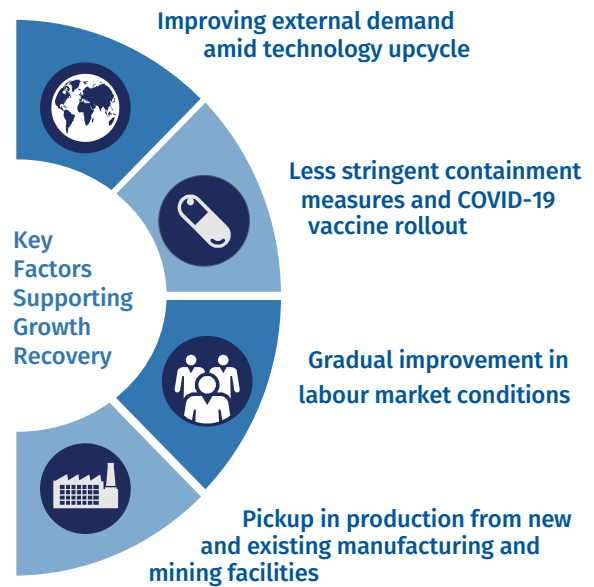 Improving external demand
amid technology upcycle
Less stringent containment
measures and COVID-19
vaccine rollout
Key
Factors
Supporting
Growth
Recovery
Gradual improvement in
labour market conditions
Pickup in production from new
and existing manufacturing and
mining facilities